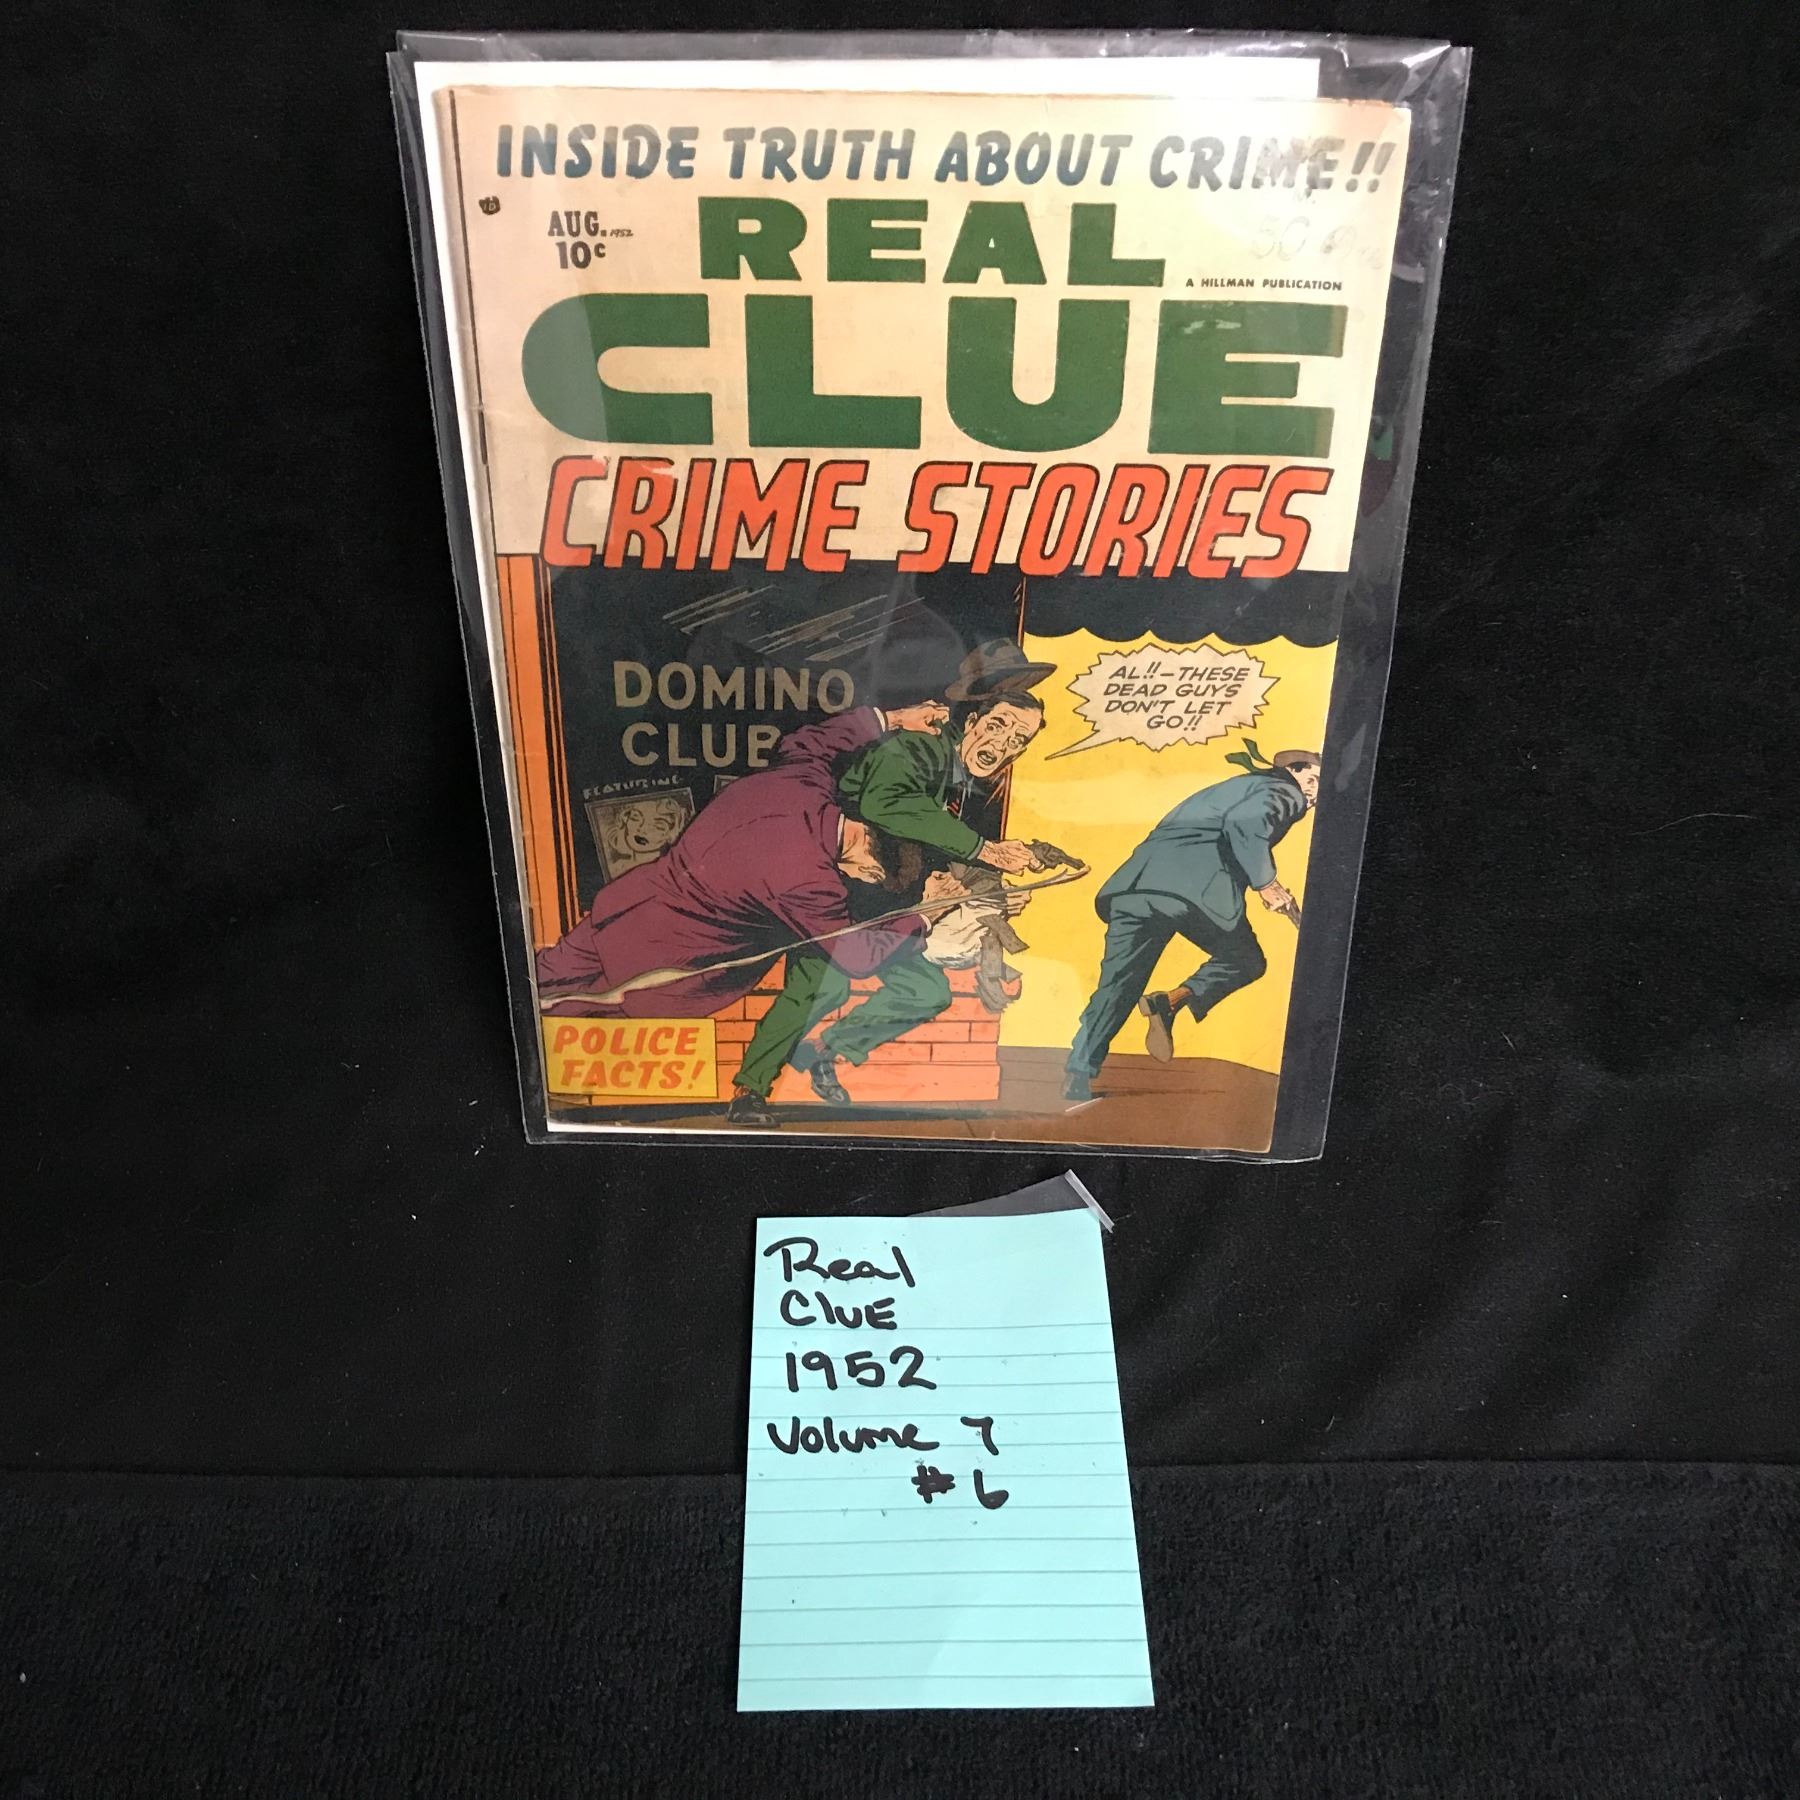 INSIDE TRUTH ABOUT CRIME!!
AUG. 1952
10c
REAL
A HILLMAN PUBLICATION
CLUE
CRIME STORIES
DOMINO
CLUB
FEATURING
AL!!-THESE
DEAD GUYS
DON'T LET
GO!!
POLICE
FACTS!
Real
CluE
1952
Volume 7
#6